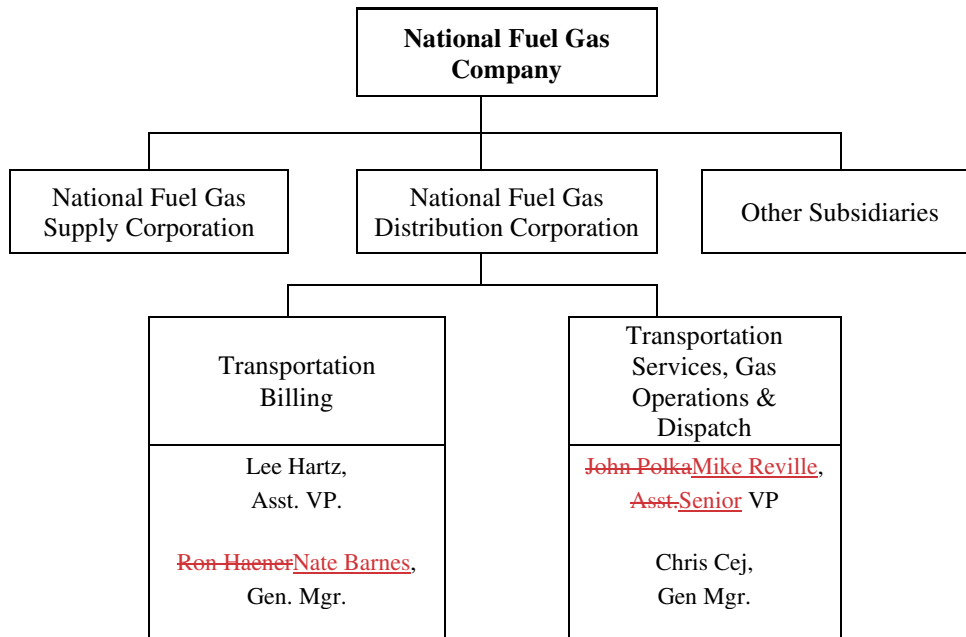 National Fuel Gas
Company
National Fuel Gas
Supply Corporation
National Fuel Gas
Distribution Corporation
Other Subsidiaries
Transportation
Billing
Lee Hartz,
Asst. VP.
Ron HaenerNate Barnes,
Gen. Mgr.
Transportation
Services, Gas
Operations &
Dispatch
John PolkaMike Reville,
Asst.Senior VP
Chris Cej,
Gen Mgr.